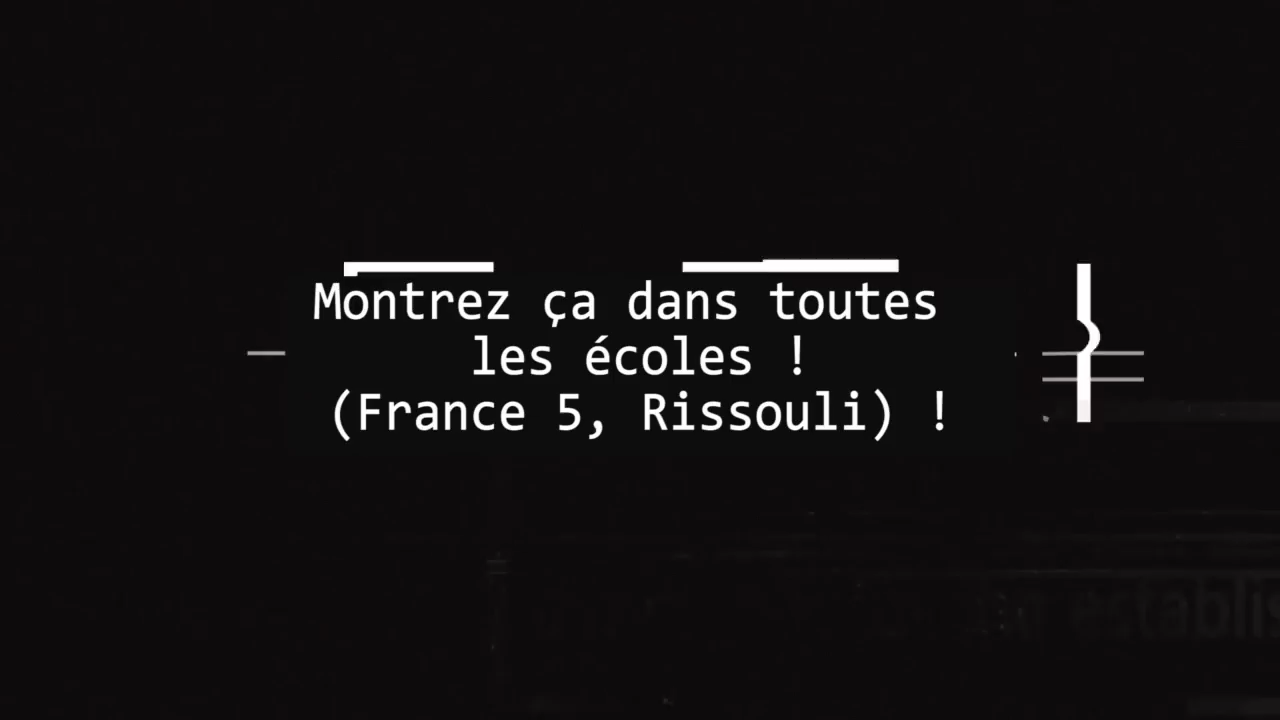 Montrez ça dans toutes
les écoles !
(France 5, Rissouli) !